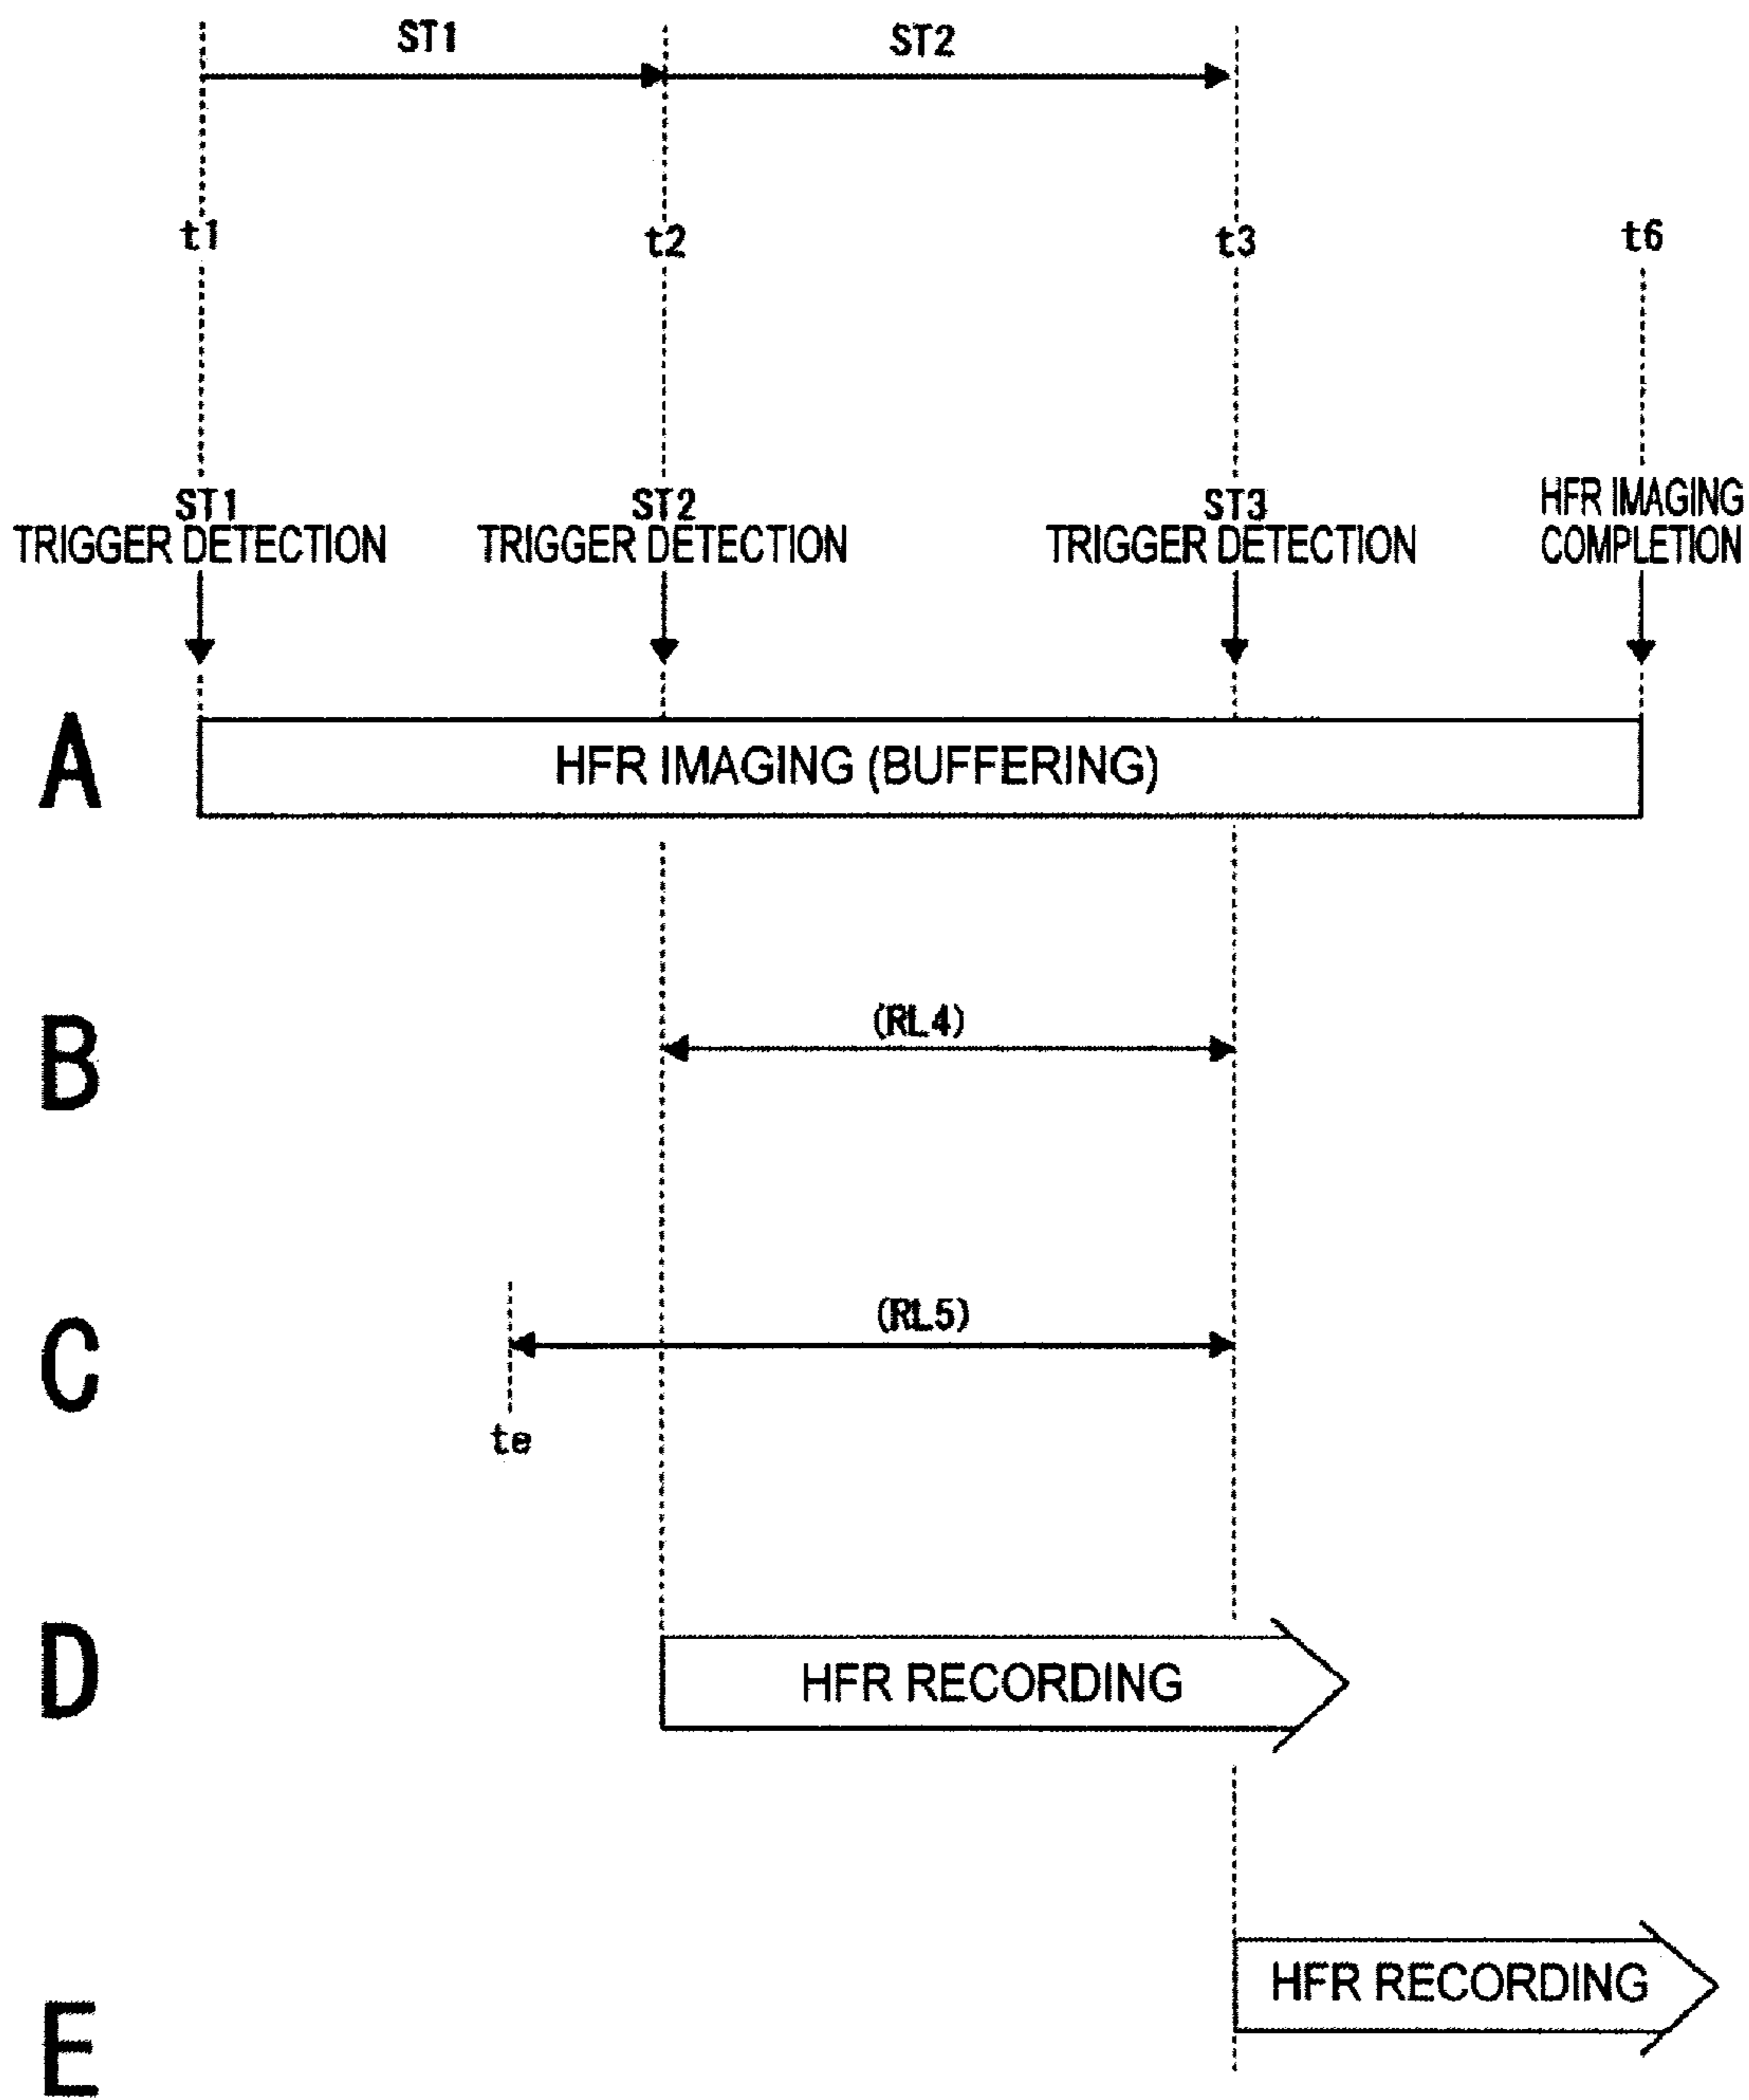 ST1 ST2
t1 t2 t3 t6
ST1 ST2 ST3 HFR IMAGING
TRIGGER DETECTION TRIGGER DETECTION TRIGGER DETECTION COMPLETION
A HFR IMAGING (BUFFERING)
B (RL4)
C (RL5)
te
D HFR RECORDING
E HFR RECORDING